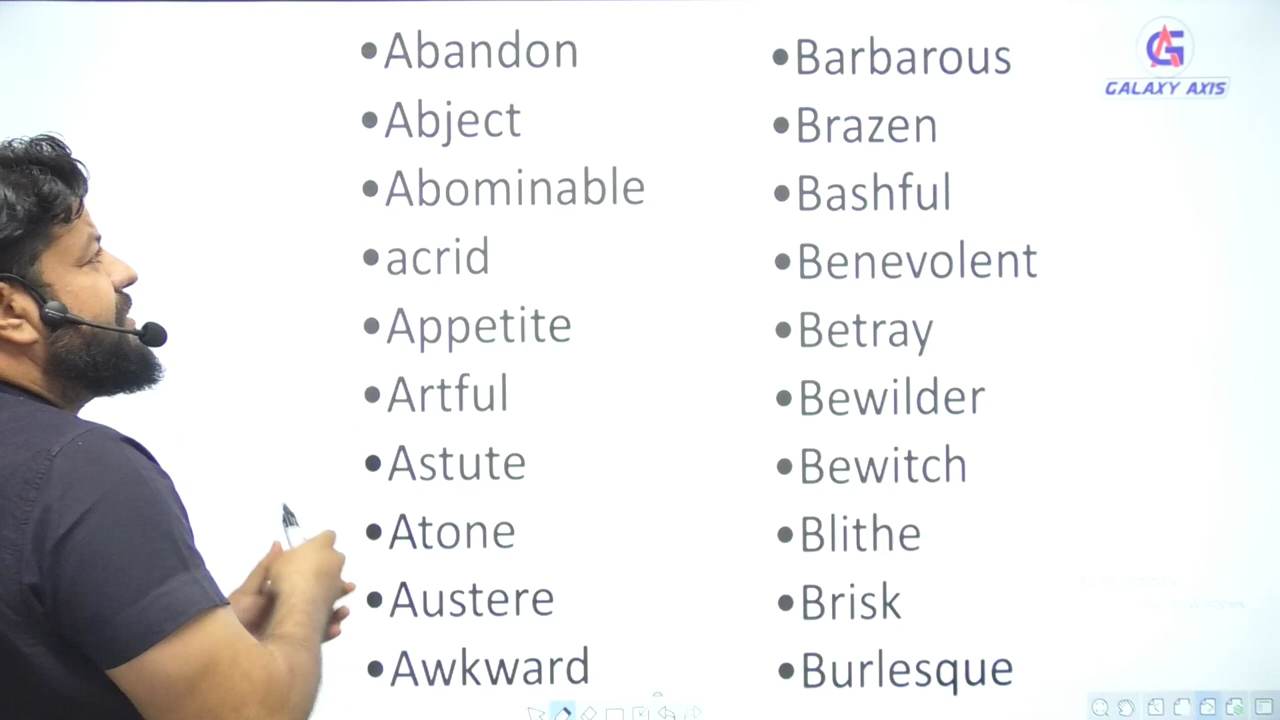 •Abandon
•Abject
•Abominable
•acrid
•Appetite
•Artful
•Astute
•Atone
•Austere
•Awkward
•Barbarous
•Brazen
•Bashful
•Benevolent
•Betray
•Bewilder
•Bewitch
•Blithe
•Brisk
•Burlesque
GALAXY AXIS